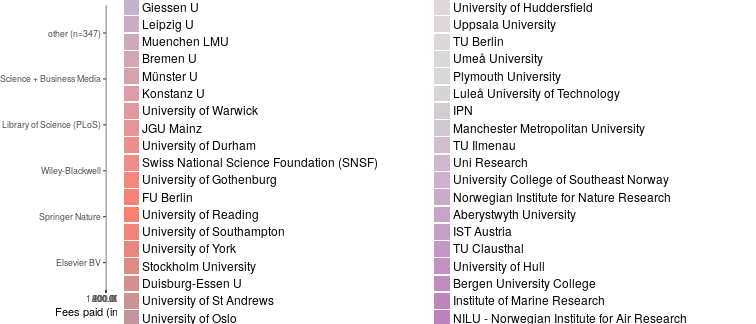 other (n=347)
Science + Business Media
Library of Science (PLoS)
Wiley-Blackwell
Springer Nature
Elsevier BV
Fees paid (in
Giessen U
Leipzig U
Muenchen LMU
Bremen U
Münster U
Konstanz U
University of Warwick
JGU Mainz
University of Durham
Swiss National Science Foundation (SNSF)
University of Gothenburg
FU Berlin
University of Reading
University of Southampton
University of York
Stockholm University
Duisburg-Essen U
University of St Andrews
University of Oslo
University of Huddersfield
Uppsala University
TU Berlin
Umeå University
Plymouth University
Luleå University of Technology
IPN
Manchester Metropolitan University
TU Ilmenau
Uni Research
University College of Southeast Norway
Norwegian Institute for Nature Research
Aberystwyth University
IST Austria
TU Clausthal
University of Hull
Bergen University College
Institute of Marine Research
NILU - Norwegian Institute for Air Research